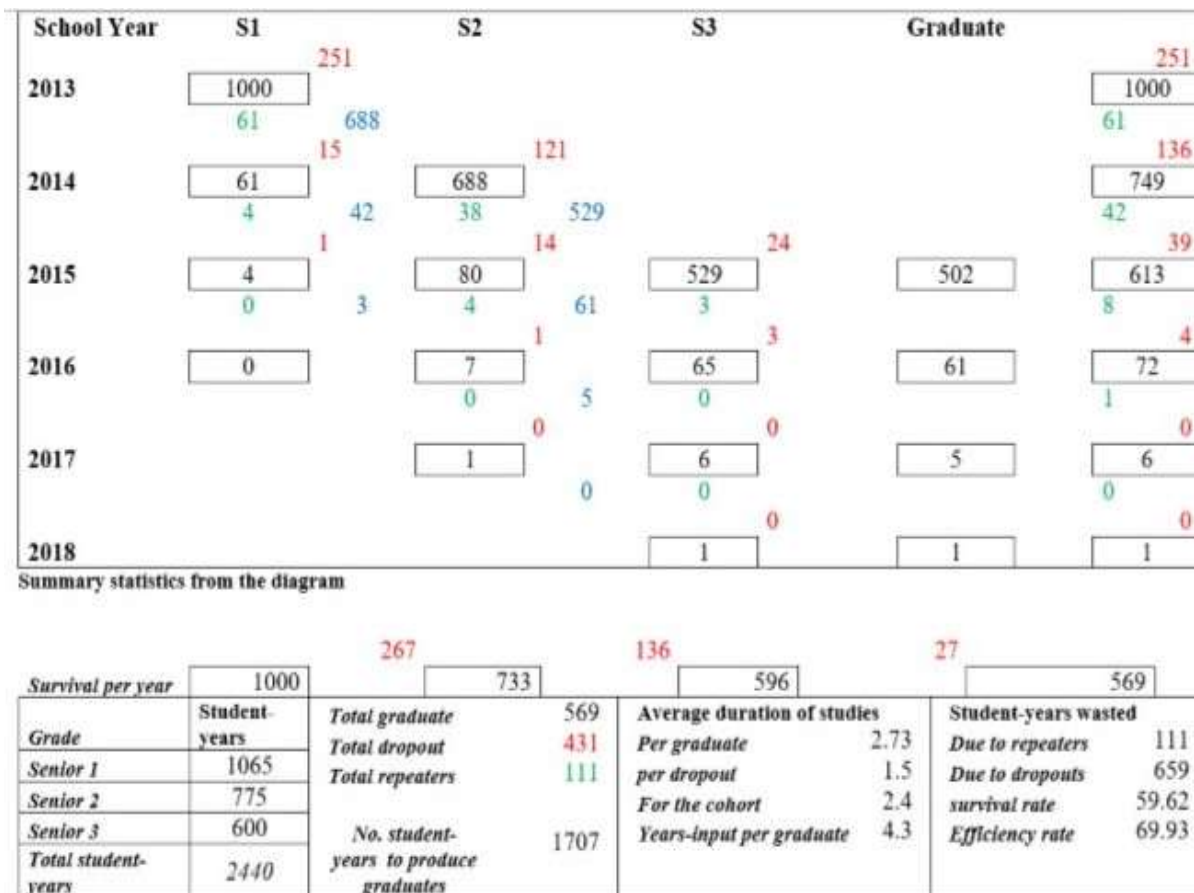 School Year S1 S2 S3 Graduate
251 251
2013 1000 1000
61 688 61
15 121 136
2014 61 688 749
4 42 38 529 42
1 14 24 39
2015 4 80 529 502 613
0 3 4 61 3 8
1 3 4
2016 0 7 65 61 72
0 5 0 1
0 0 0
2017 1 6 5 6
0 0 0
0 0
2018 1 1 1
Summary statistics from the diagram
267 136 27
Survival per year 1000 733 596 569
Grade Student-years
Senior 1 1065
Senior 2 775
Senior 3 600
Total student-years 2440
Total graduate 569
Total dropout 431
Total repeaters 111
No. student-years to produce graduates 1707
Average duration of studies
Per graduate 2.73
per dropout 1.5
For the cohort 2.4
Years-input per graduate 4.3
Student-years wasted
Due to repeaters 111
Due to dropouts 659
survival rate 59.62
Efficiency rate 69.93